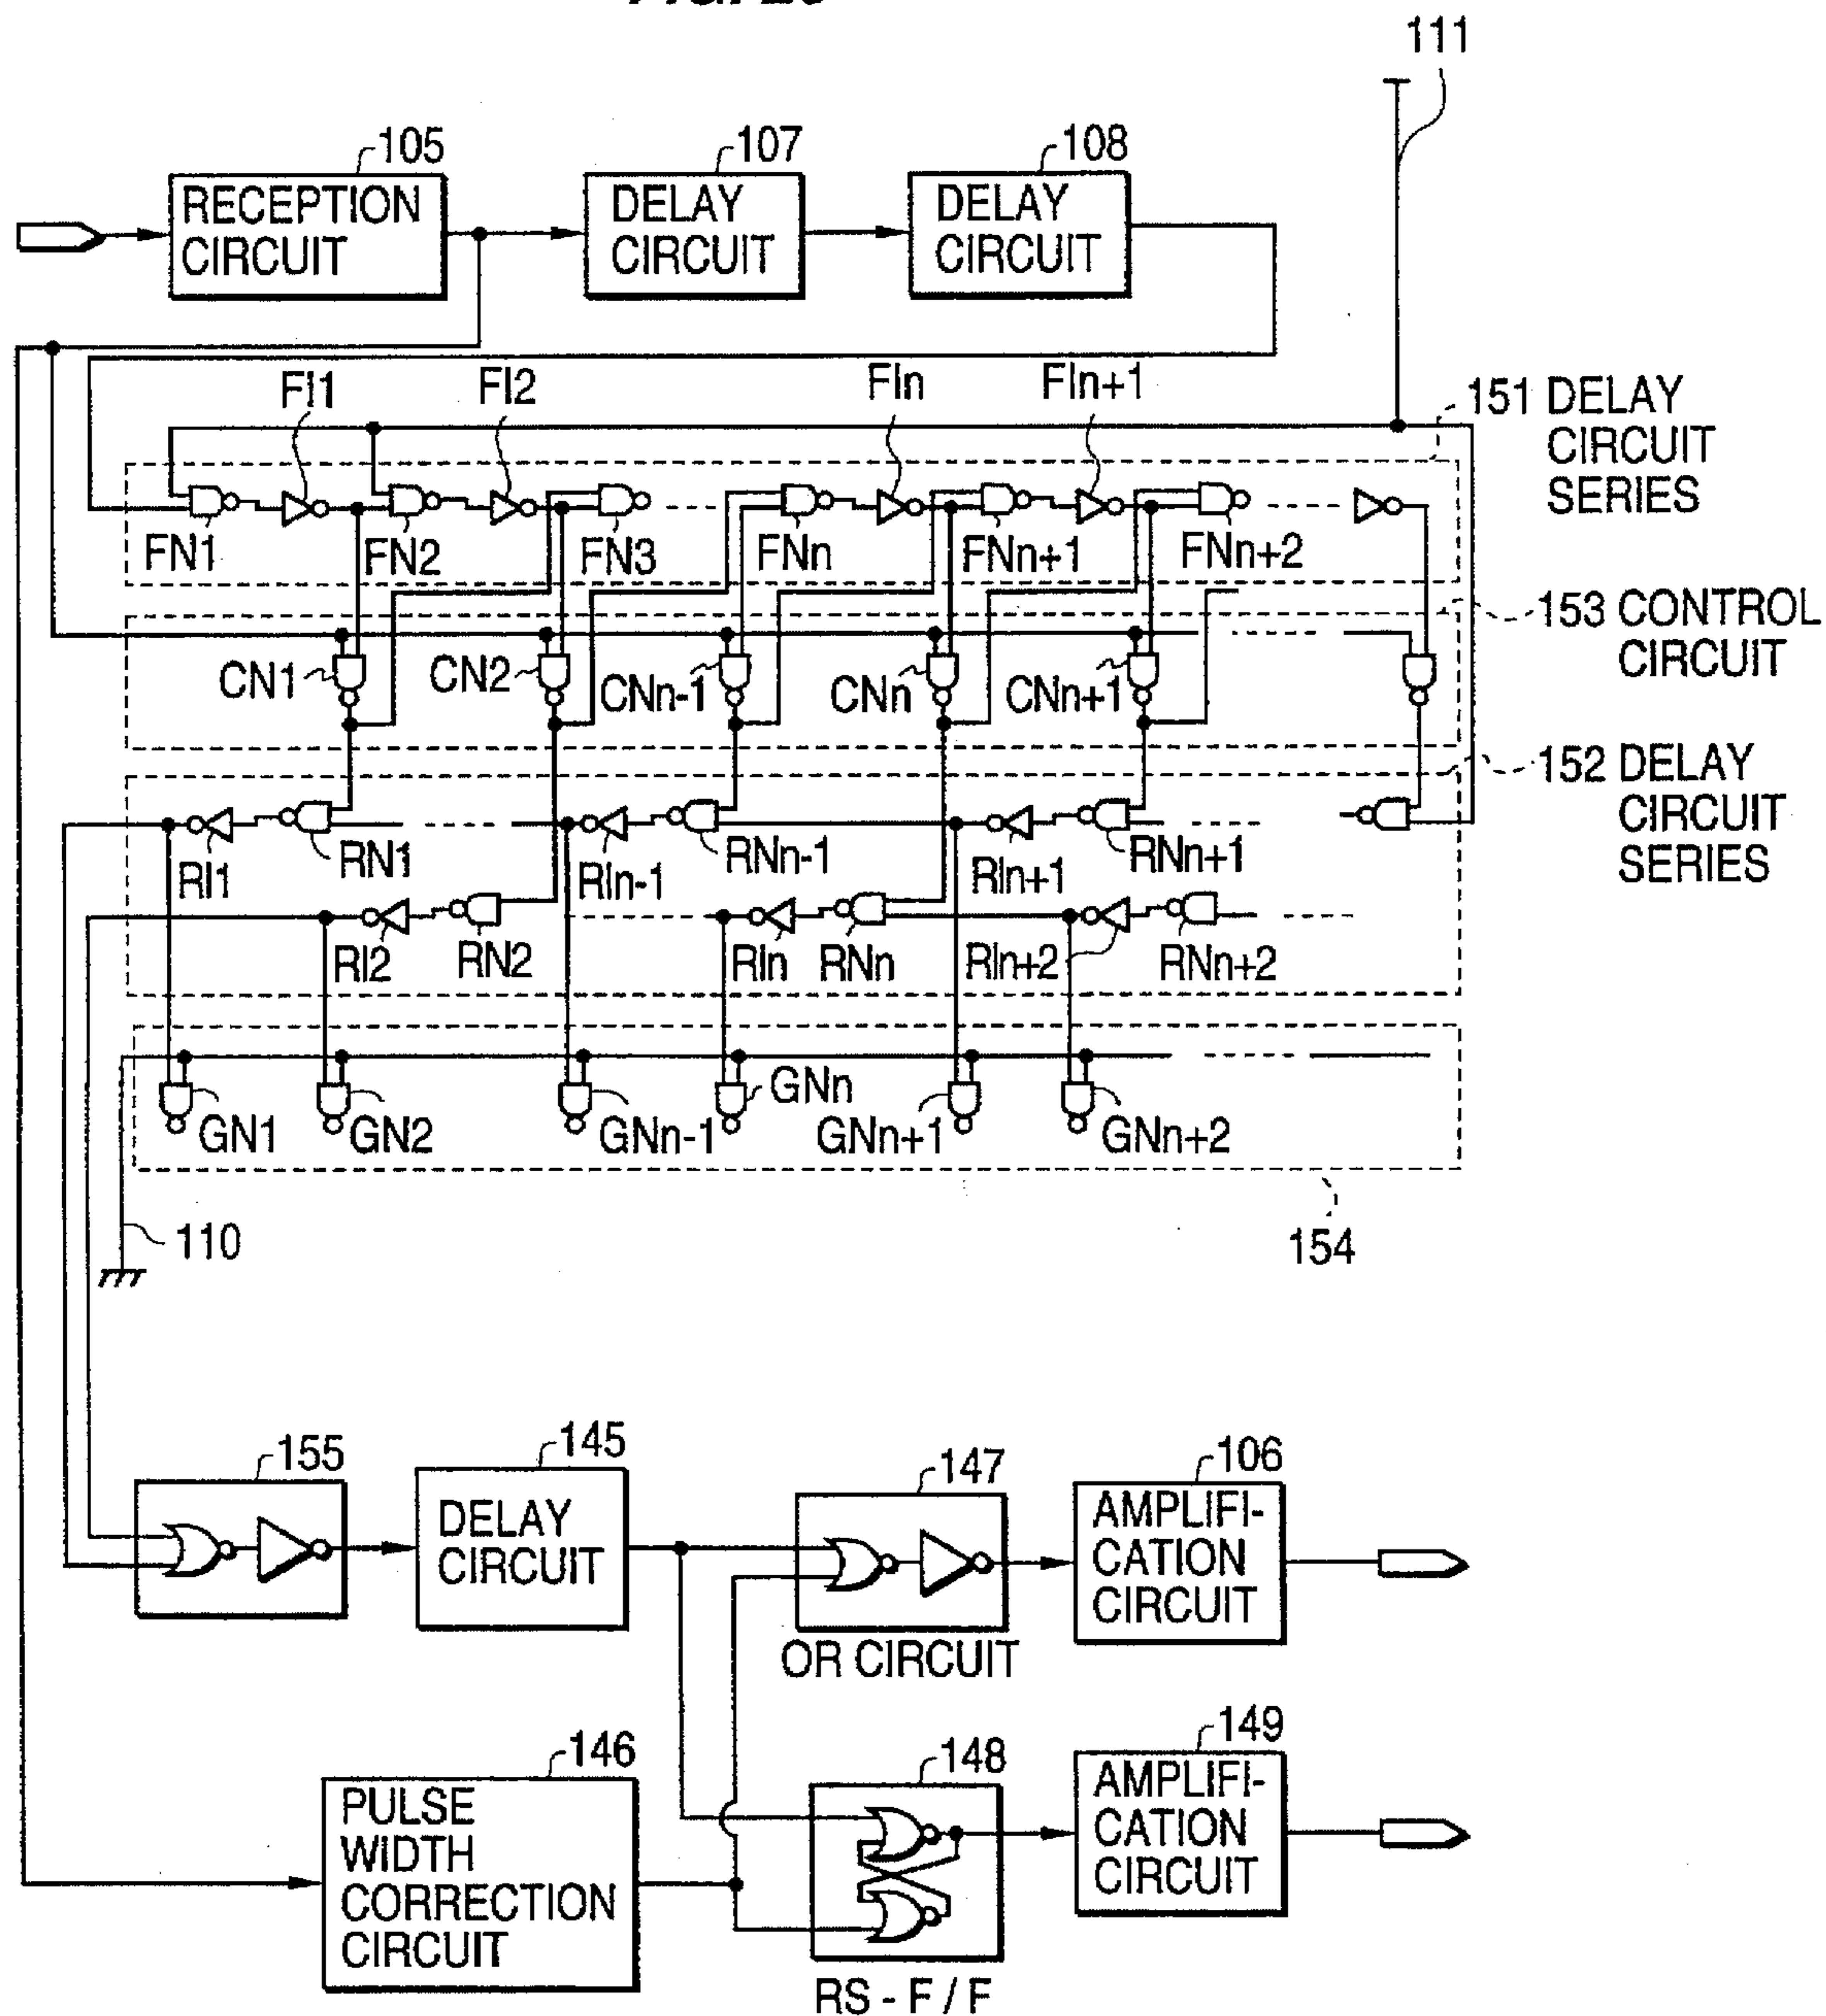 111
105
RECEPTION
CIRCUIT
107
DELAY
CIRCUIT
108
DELAY
CIRCUIT
FI1
FI2
FIn
FIn+1
151 DELAY
CIRCUIT
SERIES
FN1
FN2
FN3
FNn
FNn+1
FNn+2
153 CONTROL
CIRCUIT
CN1
CN2
CNn-1
CNn
CNn+1
152 DELAY
CIRCUIT
SERIES
RI1
RN1
RIn-1
RNn-1
RIn+1
RNn+1
RI2
RN2
RIn
RNn
RIn+2
RNn+2
GN1
GN2
GNn-1
GNn
GNn+1
GNn+2
110
154
155
145
DELAY
CIRCUIT
147
OR CIRCUIT
106
AMPLIFI-
CATION
CIRCUIT
146
PULSE
WIDTH
CORRECTION
CIRCUIT
148
RS - F / F
149
AMPLIFI-
CATION
CIRCUIT